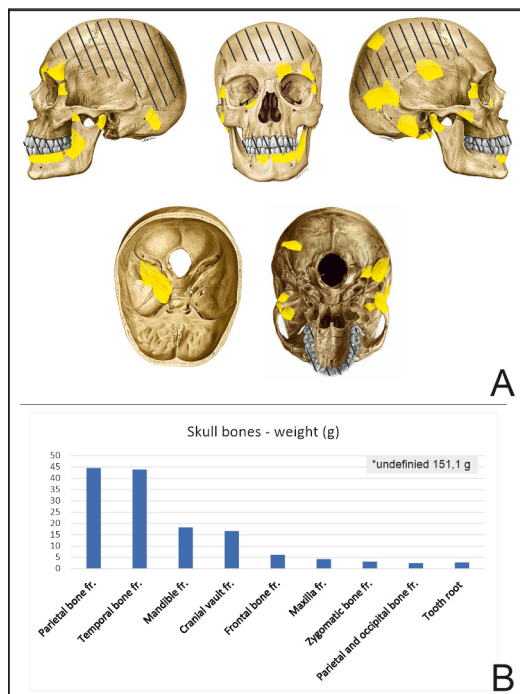 A
Skull bones - weight (g)
*undefinied 151,1 g
50
45
40
35
30
25
20
15
10
5
0
Parietal bone fr.
Temporal bone fr.
Mandible fr.
Cranial vault fr.
Frontal bone fr.
Maxilla fr.
Zygomatic bone fr.
Parietal and occipital bone fr.
Tooth root
B